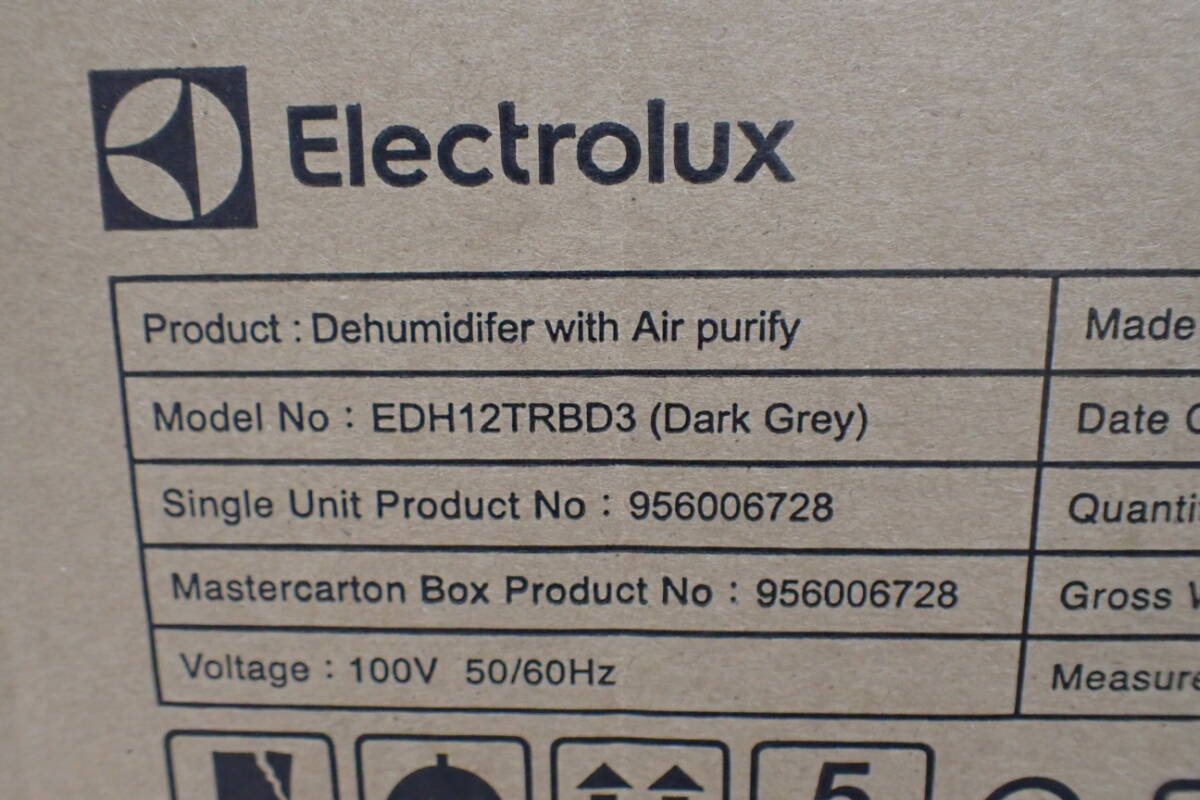 Electrolux
Product : Dehumidifer with Air purify
Made
Model No : EDH12TRBD3 (Dark Grey)
Date
Single Unit Product No : 956006728
Mastercarton Box Product No : 956006728
Gross
Voltage : 100V 50/60Hz
5